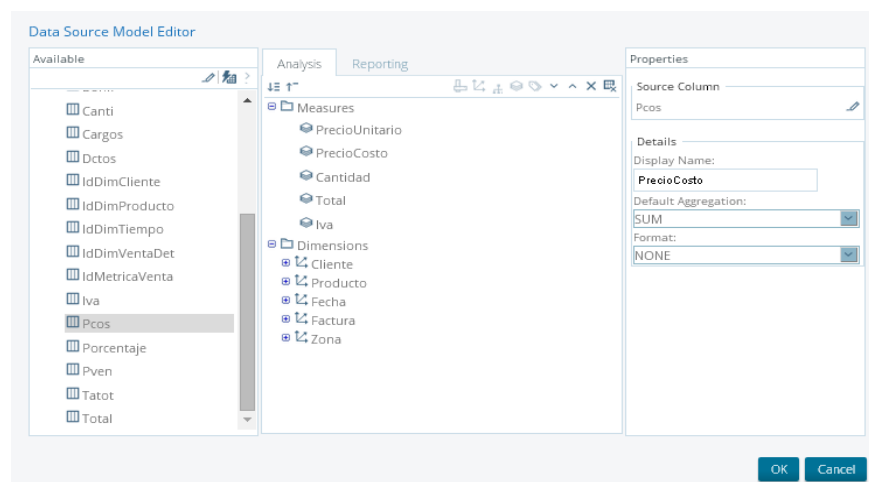 Data Source Model Editor
Available
Canti
Cargos
Dctos
IdDimCliente
IdDimProducto
IdDimTiempo
IdDimVentaDet
IdMetricaVenta
Iva
Pcos
Porcentaje
Pven
Tatot
Total
Analysis Reporting
Measures
PrecioUnitario
PrecioCosto
Cantidad
Total
Iva
Dimensions
Cliente
Producto
Fecha
Factura
Zona
Properties
Source Column
Pcos
Details
Display Name:
PrecioCosto
Default Aggregation:
SUM
Format:
NONE
OK Cancel